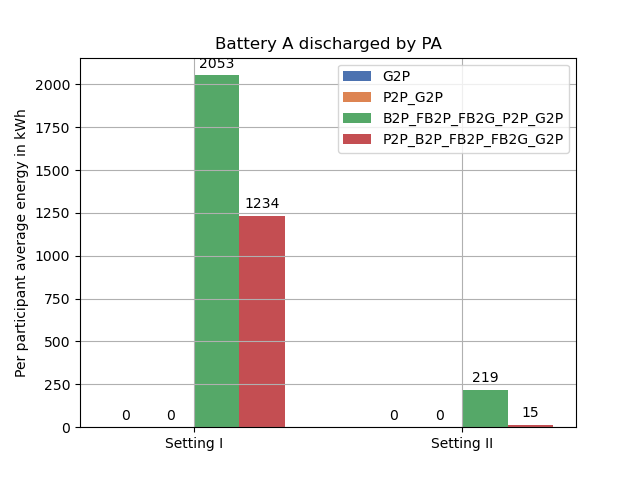 Battery A discharged by PA
Per participant average energy in kWh
2000
1750
1500
1250
1000
750
500
250
0
G2P
P2P_G2P
B2P_FB2P_FB2G_P2P_G2P
P2P_B2P_FB2P_FB2G_G2P
0
0
2053
1234
0
0
219
15
Setting I
Setting II